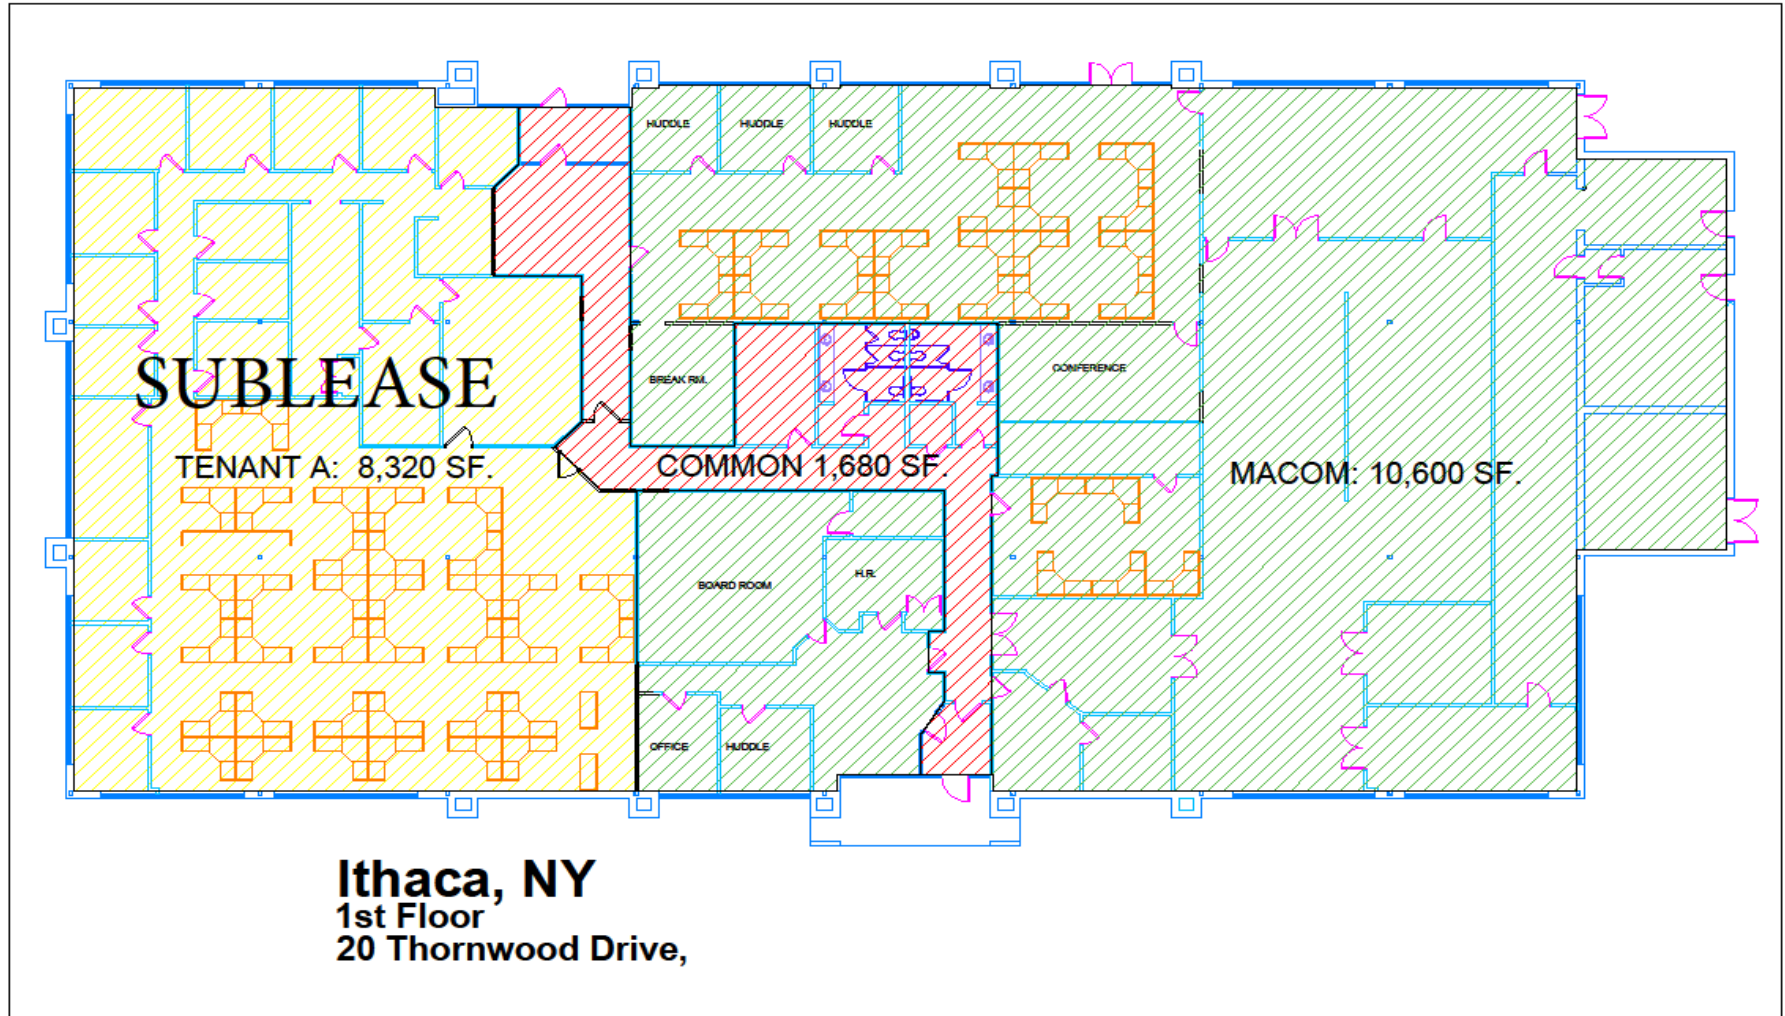 HUDDLE
HUDDLE
HUDDLE
BREAK RM.
CONFERENCE
SUBLEASE
TENANT A: 8,320 SF.
COMMON 1,680 SF.
MACOM: 10,600 SF.
BOARD ROOM
H.R.
OFFICE
HUDDLE
Ithaca, NY
1st Floor
20 Thornwood Drive,